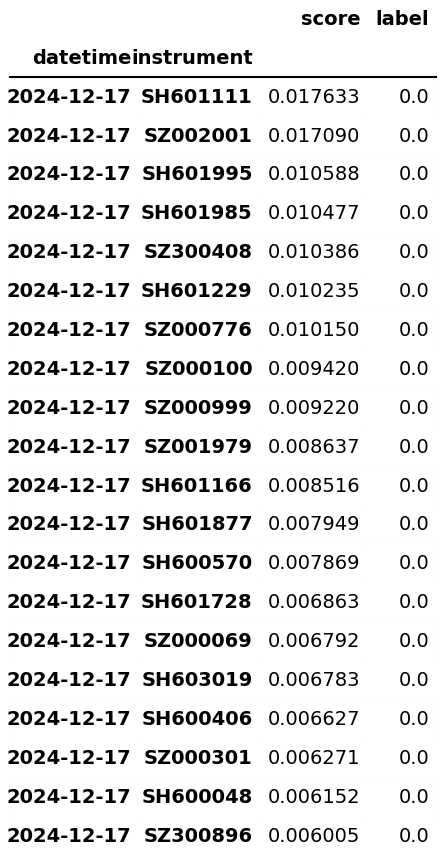 score label
datetime instrument
2024-12-17 SH601111 0.017633 0.0
2024-12-17 SZ002001 0.017090 0.0
2024-12-17 SH601995 0.010588 0.0
2024-12-17 SH601985 0.010477 0.0
2024-12-17 SZ300408 0.010386 0.0
2024-12-17 SH601229 0.010235 0.0
2024-12-17 SZ000776 0.010150 0.0
2024-12-17 SZ000100 0.009420 0.0
2024-12-17 SZ000999 0.009220 0.0
2024-12-17 SZ001979 0.008637 0.0
2024-12-17 SH601166 0.008516 0.0
2024-12-17 SH601877 0.007949 0.0
2024-12-17 SH600570 0.007869 0.0
2024-12-17 SH601728 0.006863 0.0
2024-12-17 SZ000069 0.006792 0.0
2024-12-17 SH603019 0.006783 0.0
2024-12-17 SH600406 0.006627 0.0
2024-12-17 SZ000301 0.006271 0.0
2024-12-17 SH600048 0.006152 0.0
2024-12-17 SZ300896 0.006005 0.0